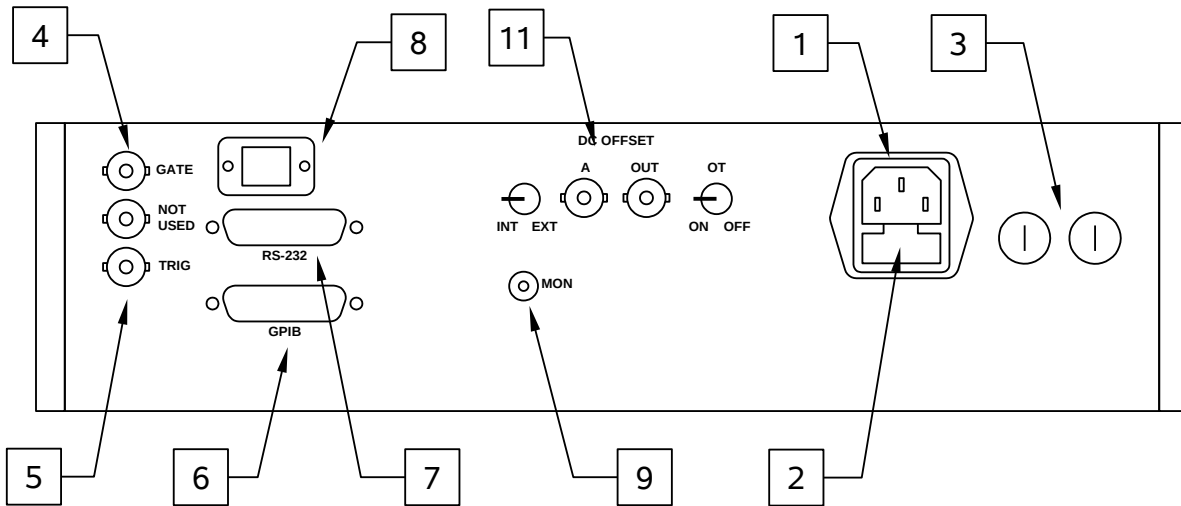 4
8
11
1
3
DC OFFSET
GATE
A
OUT
OT
NOT
USED
INT EXT
ON OFF
TRIG
RS-232
MON
GPIB
5
6
7
9
2